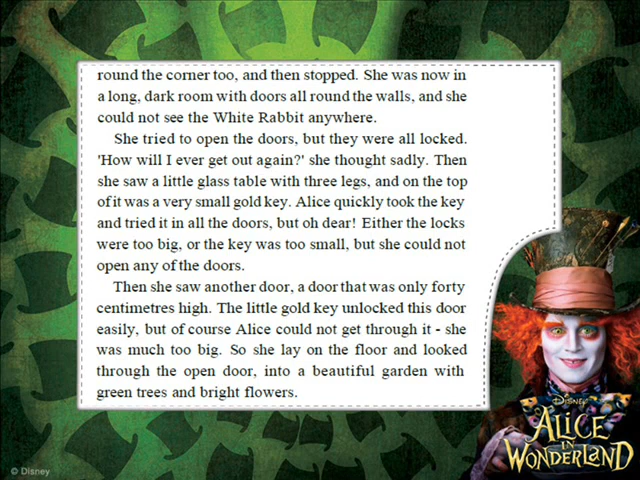 round the corner too, and then stopped. She was now in
a long, dark room with doors all round the walls, and she
could not see the White Rabbit anywhere.
She tried to open the doors, but they were all locked.
'How will I ever get out again?' she thought sadly. Then
she saw a little glass table with three legs, and on the top
of it was a very small gold key. Alice quickly took the key
and tried it in all the doors, but oh dear! Either the locks
were too big, or the key was too small, but she could not
open any of the doors.
Then she saw another door, a door that was only forty
centimetres high. The little gold key unlocked this door
easily, but of course Alice could not get through it - she
was much too big. So she lay on the floor and looked
through the open door, into a beautiful garden with
green trees and bright flowers.
DISNEY
ALICE
IN
WONDERLAND
© Disney